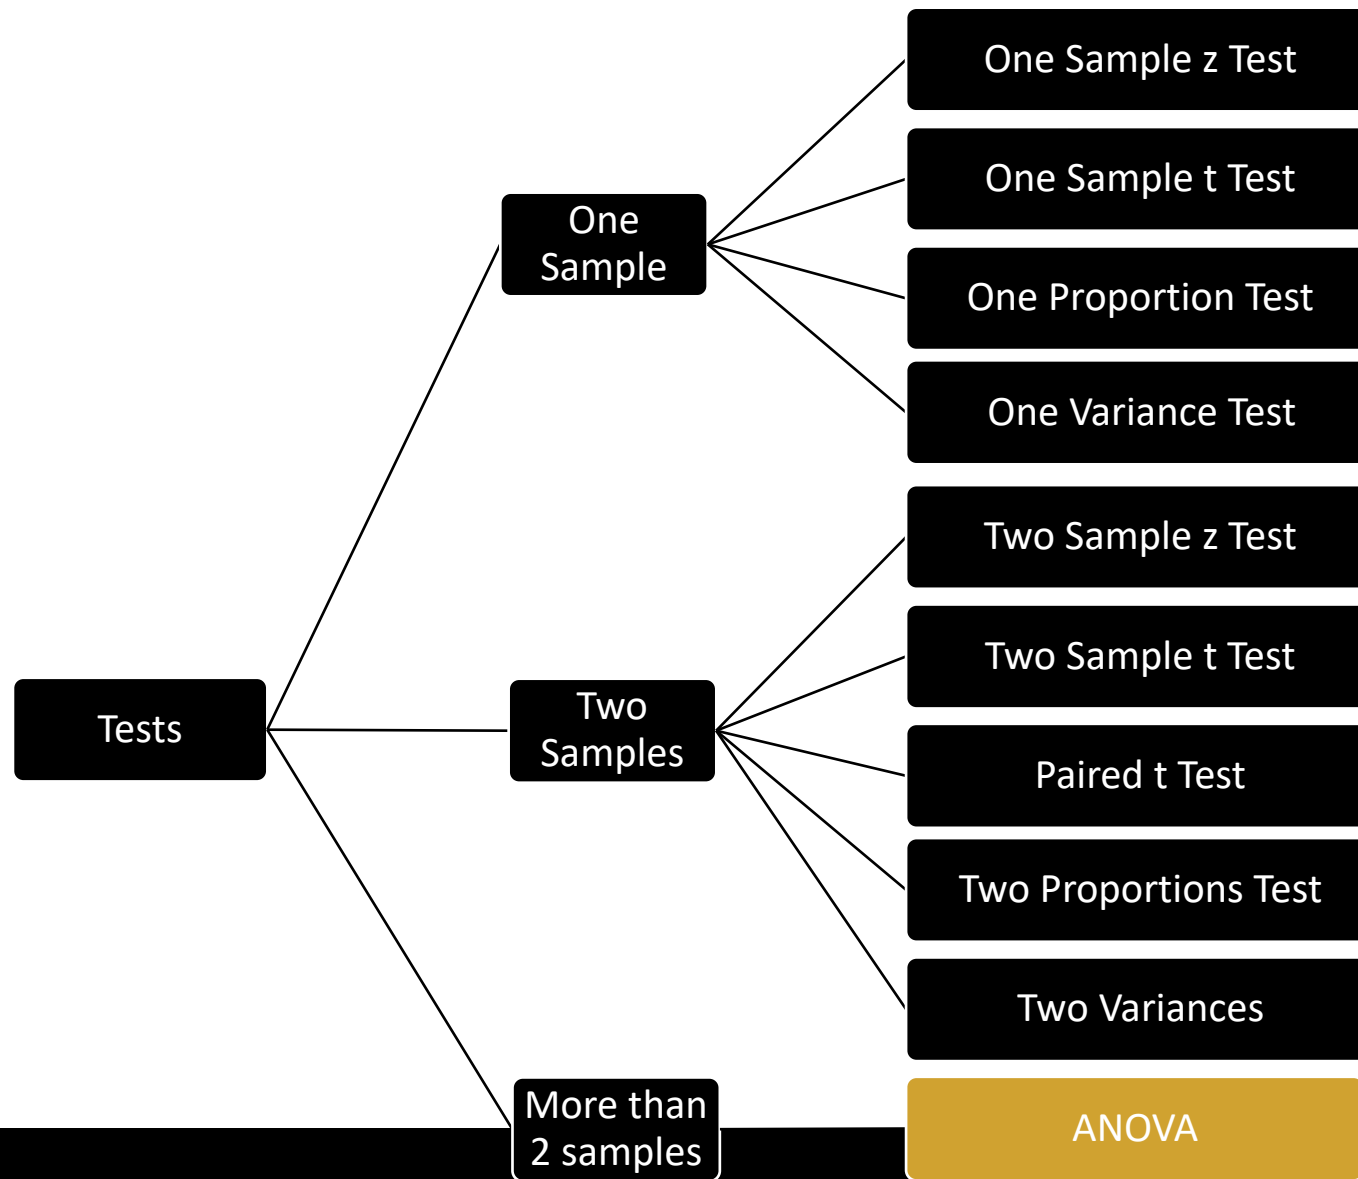 Tests
One
Sample
One Sample z Test
One Sample t Test
One Proportion Test
One Variance Test
Two
Samples
Two Sample z Test
Two Sample t Test
Paired t Test
Two Proportions Test
Two Variances
More than
2 samples
ANOVA